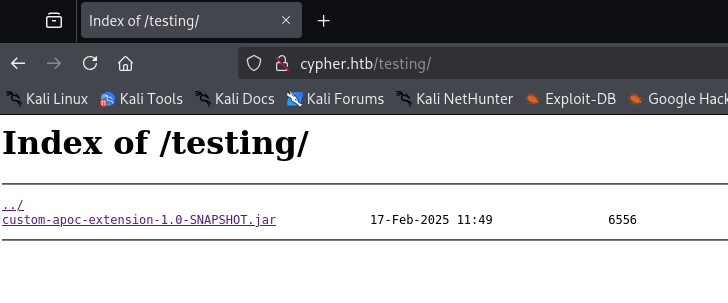 Index of /testing/
cypher.htb/testing/
Kali Linux Kali Tools Kali Docs Kali Forums Kali NetHunter Exploit-DB Google Hack
Index of /testing/
../
custom-apoc-extension-1.0-SNAPSHOT.jar 17-Feb-2025 11:49 6556